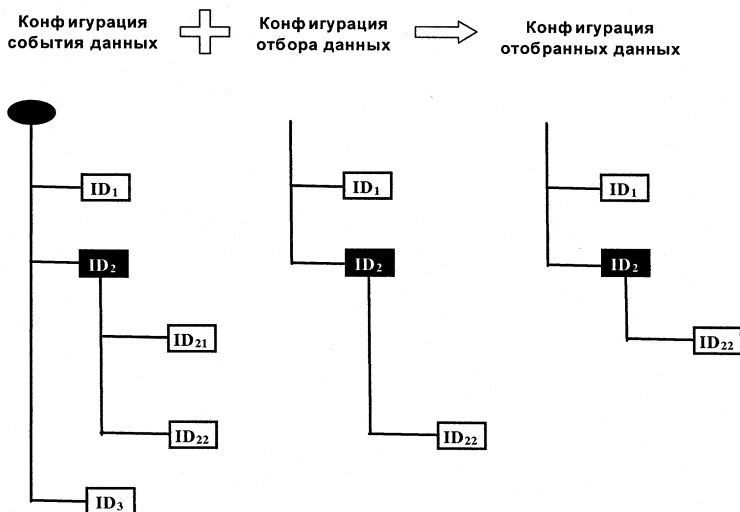 Конфигурация
события данных
Конфигурация
отбора данных
Конфигурация
отобранных данных
ID1
ID2
ID21
ID22
ID3
ID1
ID2
ID22
ID1
ID2
ID22